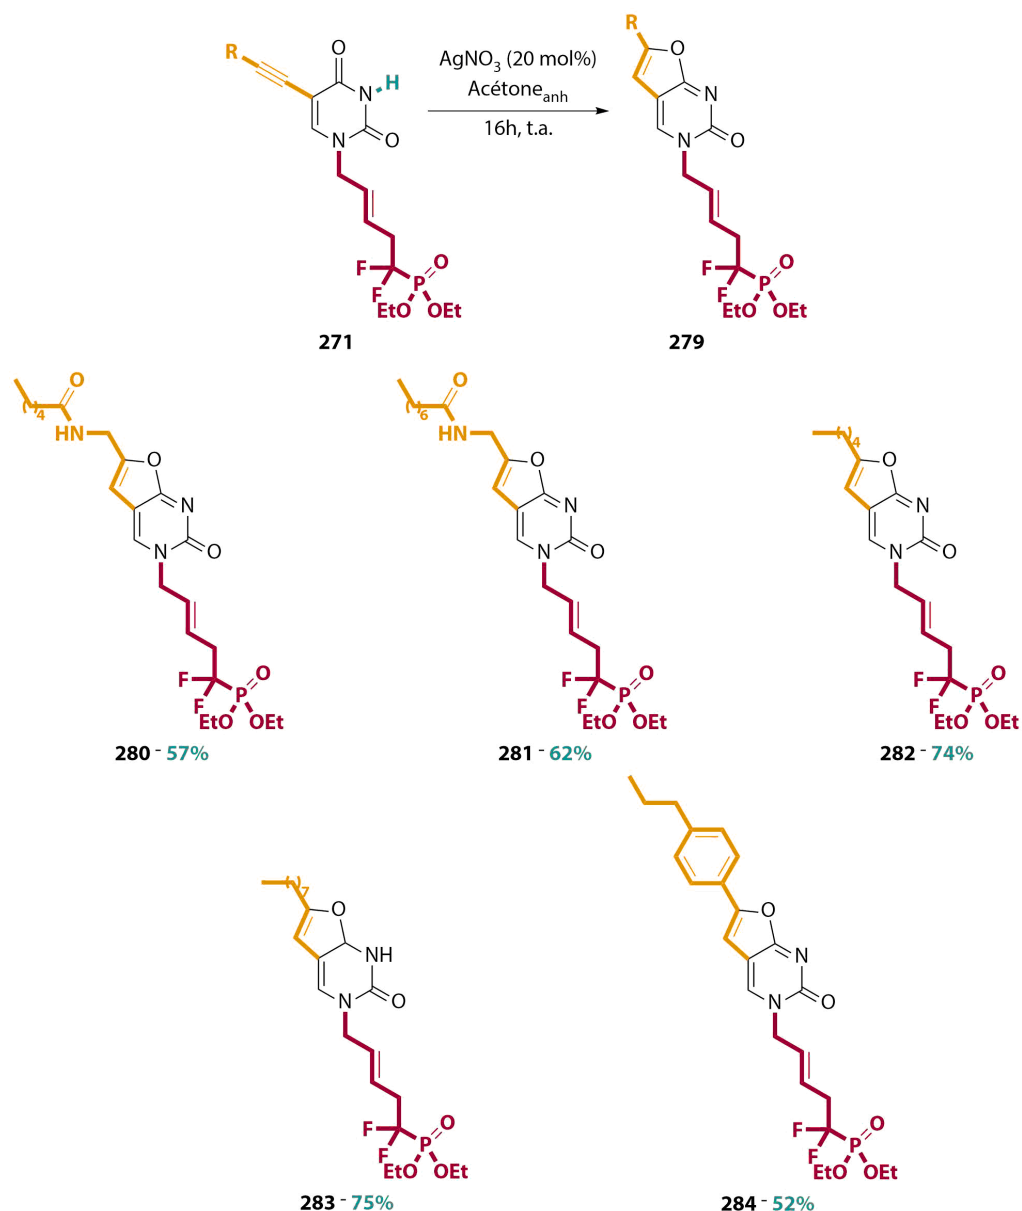 R
O
N
H
N
O
F
F
P
O
EtO
OEt
271
AgNO3 (20 mol%)
Acétoneanh
16h, t.a.
R
O
N
N
O
F
F
P
O
EtO
OEt
279
( )4
O
HN
O
N
N
O
F
F
P
O
EtO
OEt
280 - 57%
( )6
O
HN
O
N
N
O
F
F
P
O
EtO
OEt
281 - 62%
( )4
O
N
N
O
F
F
P
O
EtO
OEt
282 - 74%
( )7
O
NH
N
O
F
F
P
O
EtO
OEt
283 - 75%
O
N
N
O
F
F
P
O
EtO
OEt
284 - 52%